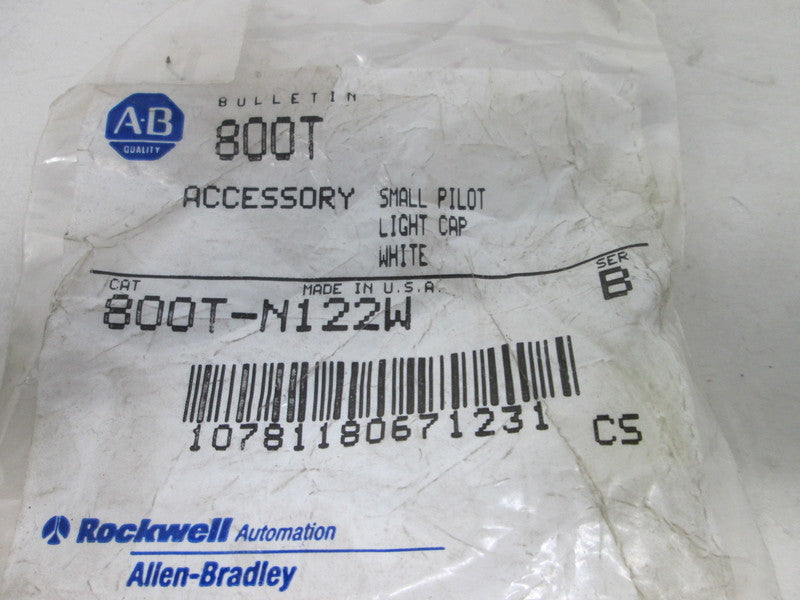 A-B
QUALITY
BULLETIN
800T
ACCESSORY SMALL PILOT
LIGHT CAP
WHITE
CAT MADE IN U.S.A. SER
800T-N122W B
10781180671231 CS
Rockwell Automation
Allen-Bradley